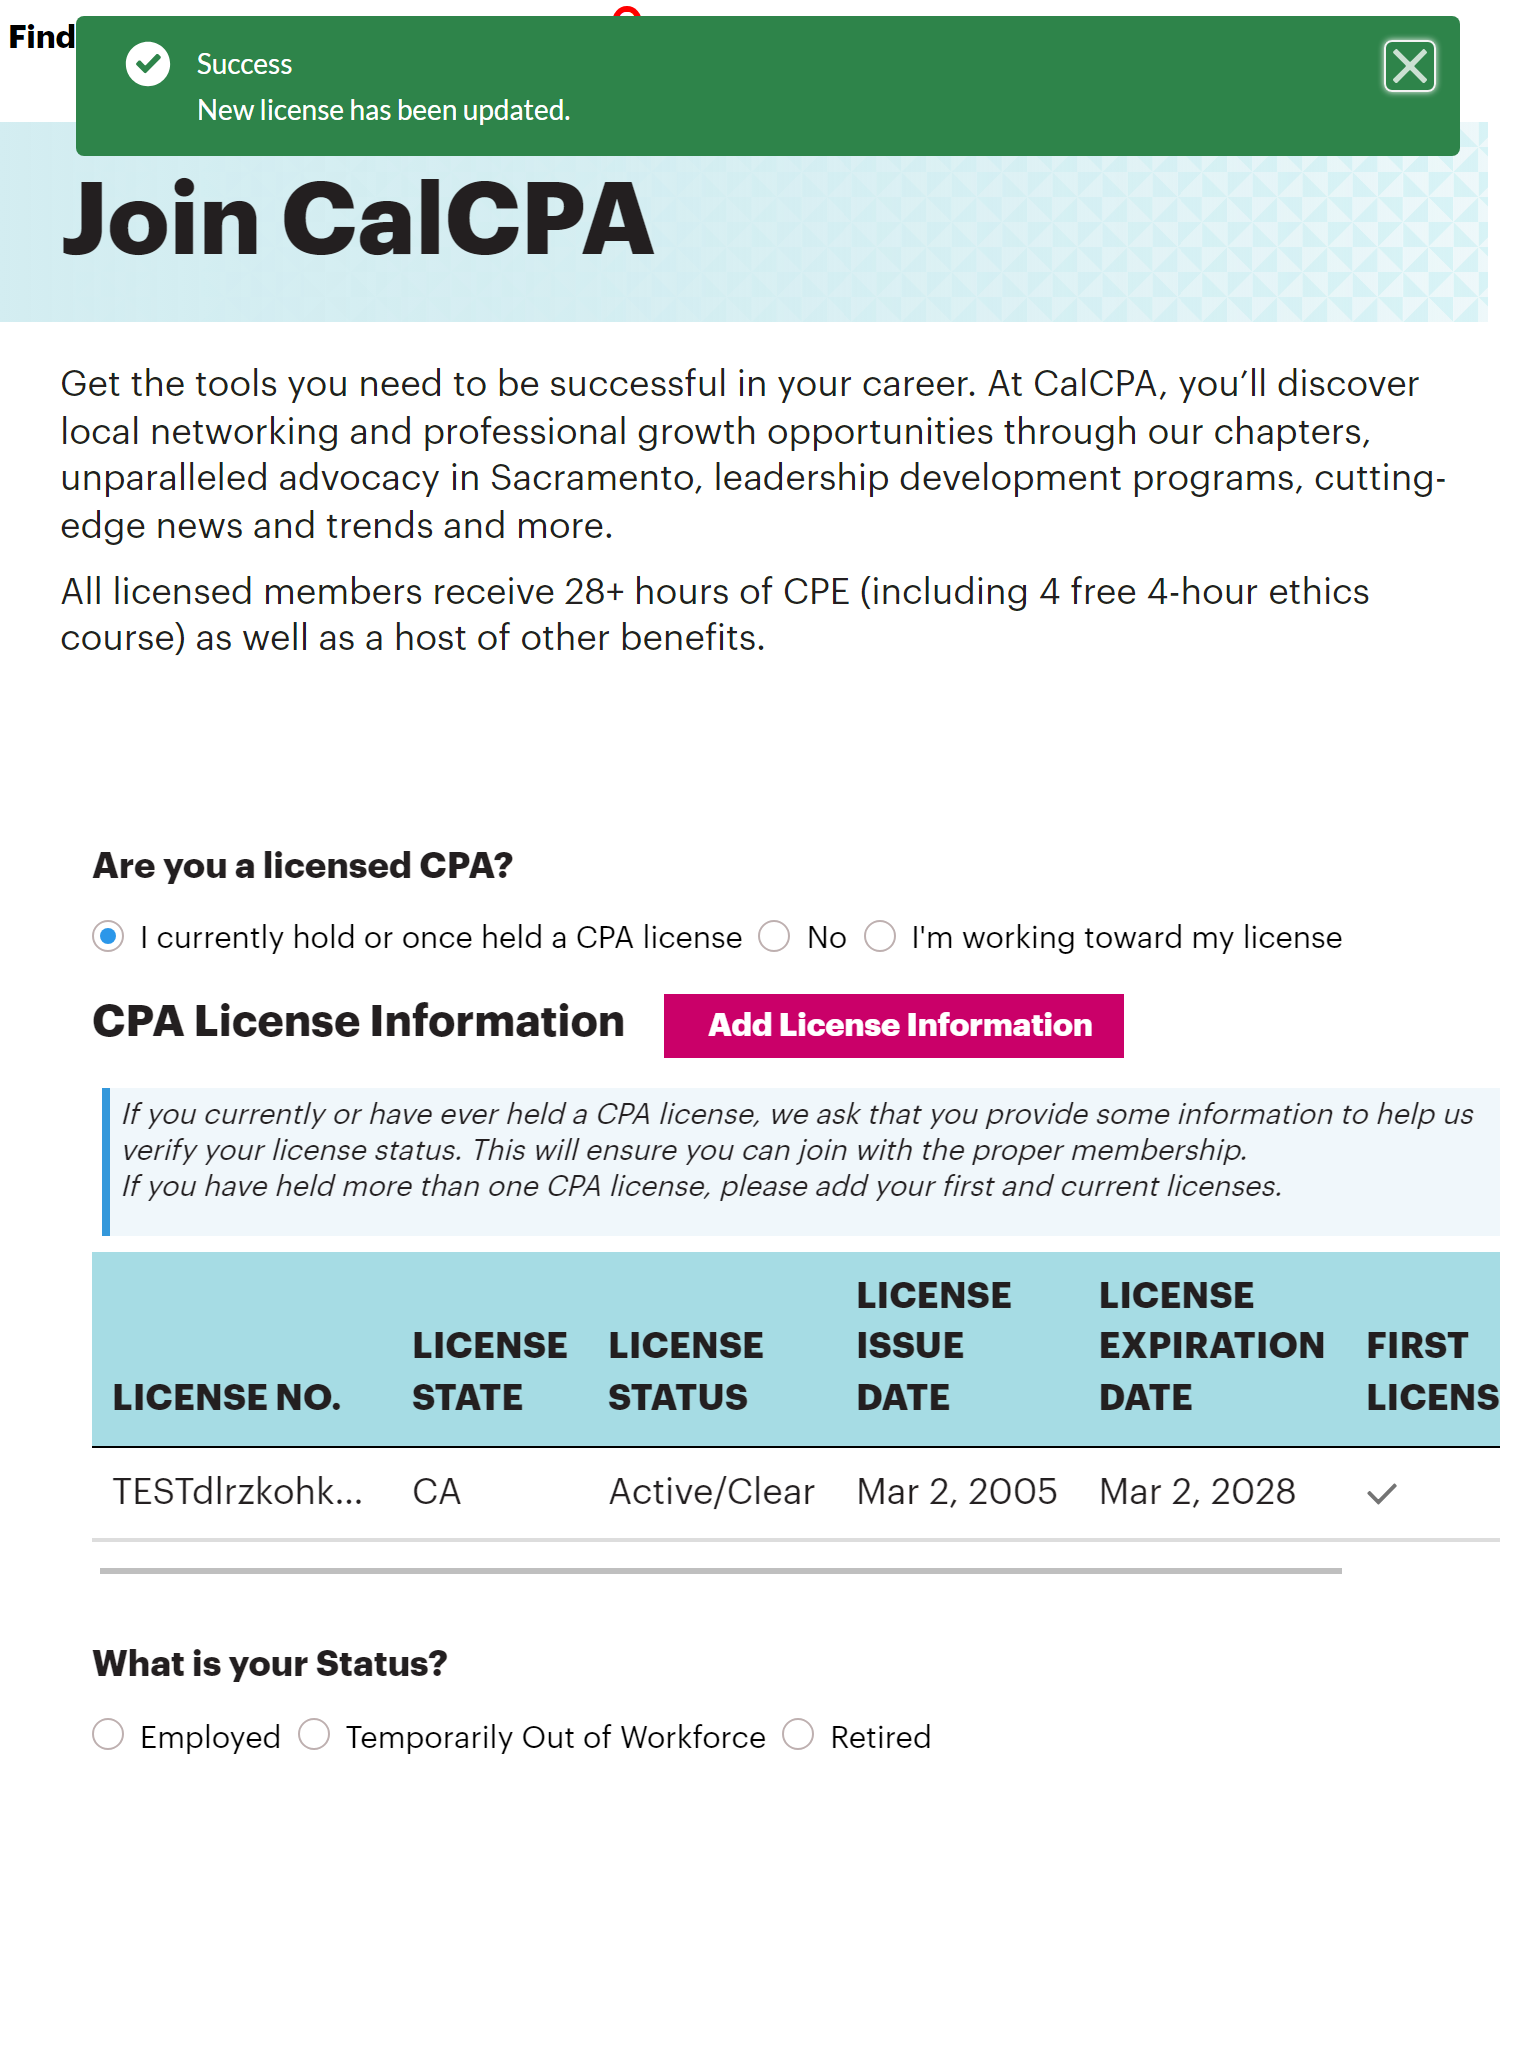 Find
Success
New license has been updated.
Join CalCPA
Get the tools you need to be successful in your career. At CalCPA, you’ll discover
local networking and professional growth opportunities through our chapters,
unparalleled advocacy in Sacramento, leadership development programs, cutting-
edge news and trends and more.
All licensed members receive 28+ hours of CPE (including 4 free 4-hour ethics
course) as well as a host of other benefits.
Are you a licensed CPA?
I currently hold or once held a CPA license No I'm working toward my license
CPA License Information Add License Information
If you currently or have ever held a CPA license, we ask that you provide some information to help us
verify your license status. This will ensure you can join with the proper membership.
If you have held more than one CPA license, please add your first and current licenses.
LICENSE LICENSE
LICENSE LICENSE ISSUE EXPIRATION FIRST
LICENSE NO. STATE STATUS DATE DATE LICENS
TESTdlrzkohk... CA Active/Clear Mar 2, 2005 Mar 2, 2028
What is your Status?
Employed Temporarily Out of Workforce Retired